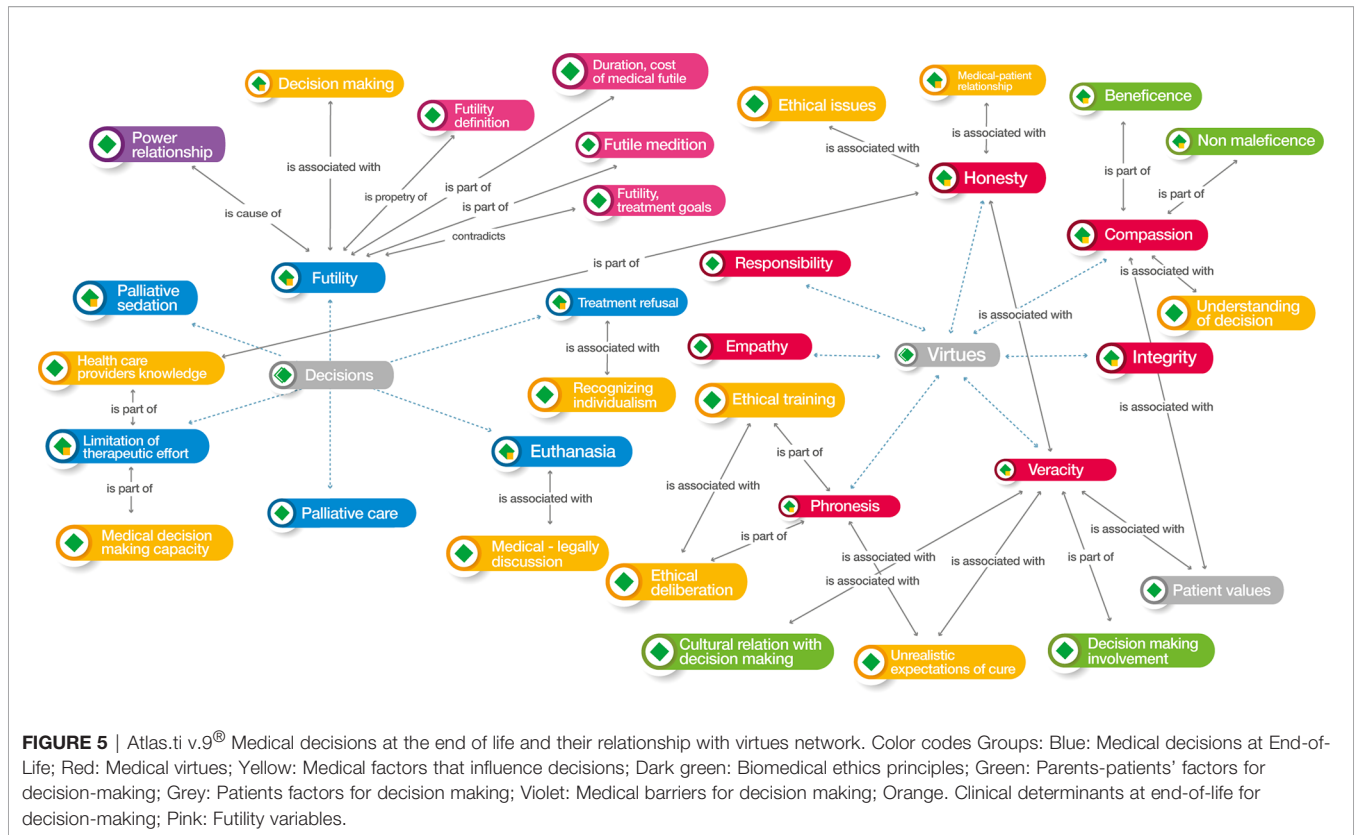 Decision making
Duration, cost
of medical futile
Medical-patient
relationship
Ethical issues
Beneficence
Futility
definition
Power
relationship
Futile medition
Non maleficence
is associated with
is associated with
is associated with
Honesty
is part of
is part of
is propetry of
is part of
is part of
Futility,
treatment goals
is cause of
contradicts
Compassion
is part of
Responsibility
is associated with
Futility
Palliative
sedation
Treatment refusal
Understanding
of decision
is associated with
is associated with
Empathy
Virtues
Integrity
Health care
providers knowledge
Decisions
Recognizing
individualism
Ethical training
is part of
is associated with
Limitation of
therapeutic effort
Euthanasia
is part of
Veracity
is part of
is associated with
is associated with
Palliative care
Phronesis
Medical decision
making capacity
is part of
is associated with
Medical - legally
discussion
is associated with
is part of
is associated with
is associated with
Ethical
deliberation
Patient values
Cultural relation with
decision making
Unrealistic
expectations of cure
Decision making
involvement
FIGURE 5 | Atlas.ti v.9® Medical decisions at the end of life and their relationship with virtues network. Color codes Groups: Blue: Medical decisions at End-of-
Life; Red: Medical virtues; Yellow: Medical factors that influence decisions; Dark green: Biomedical ethics principles; Green: Parents-patients' factors for
decision-making; Grey: Patients factors for decision making; Violet: Medical barriers for decision making; Orange. Clinical determinants at end-of-life for
decision-making; Pink: Futility variables.